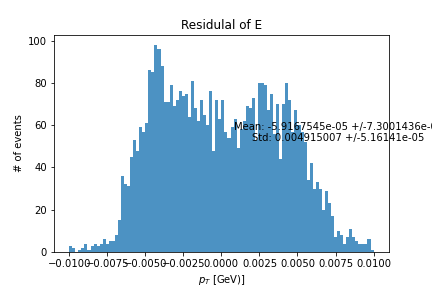 Residulal of E
100
80
60
40
20
0
# of events
Mean: -5.9167545e-05 +/-7.3001436e-0
Std: 0.004915007 +/-5.16141e-05
−0.0100 −0.0075 −0.0050 −0.0025 0.0000 0.0025 0.0050 0.0075 0.0100
p_T [GeV)]